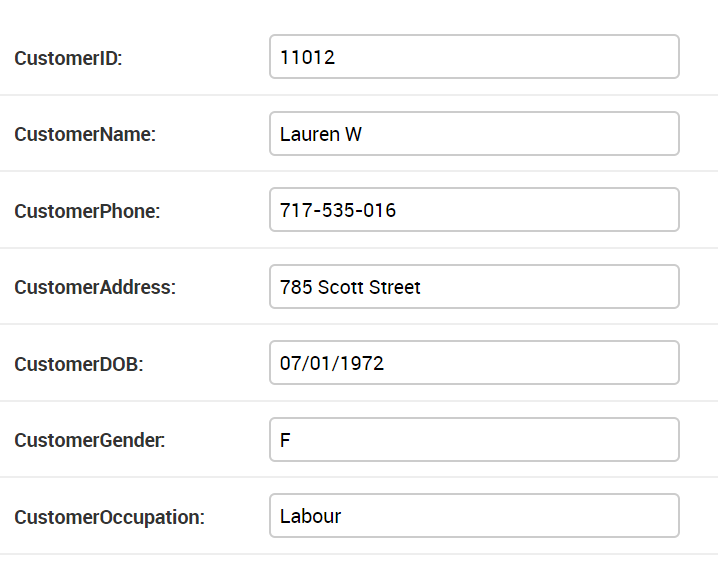 CustomerID: 11012
CustomerName: Lauren W
CustomerPhone: 717-535-016
CustomerAddress: 785 Scott Street
CustomerDOB: 07/01/1972
CustomerGender: F
CustomerOccupation: Labour